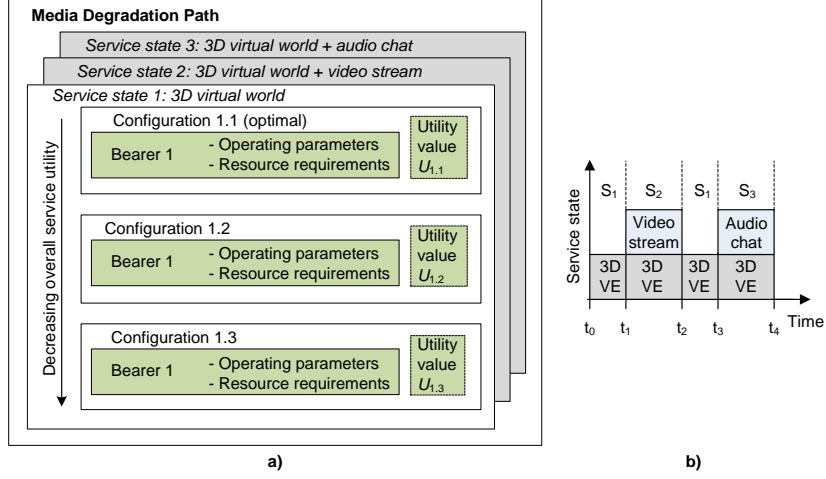 Media Degradation Path
Service state 3: 3D virtual world + audio chat
Service state 2: 3D virtual world + video stream
Service state 1: 3D virtual world
Decreasing overall service utility
Configuration 1.1 (optimal)
Bearer 1
- Operating parameters
- Resource requirements
Utility
value
U1.1
Configuration 1.2
Bearer 1
- Operating parameters
- Resource requirements
Utility
value
U1.2
Configuration 1.3
Bearer 1
- Operating parameters
- Resource requirements
Utility
value
U1.3
a)
Service state
S1 S2 S1 S3
Video
stream
Audio
chat
3D
VE
3D
VE
3D
VE
3D
VE
t0 t1 t2 t3 t4
Time
b)